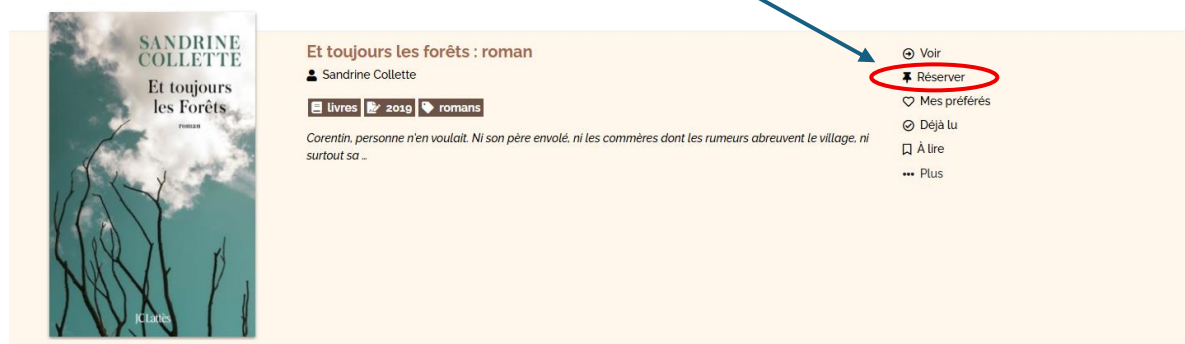 SANDRINE
COLLETTE
Et toujours
les Forêts
roman
JCLattès
Et toujours les forêts : roman
Sandrine Collette
livres 2019 romans
Corentin, personne n'en voulait. Ni son père envolé, ni les commères dont les rumeurs abreuvent le village, ni
surtout sa ...
Voir
Réserver
Mes préférés
Déjà lu
À lire
Plus